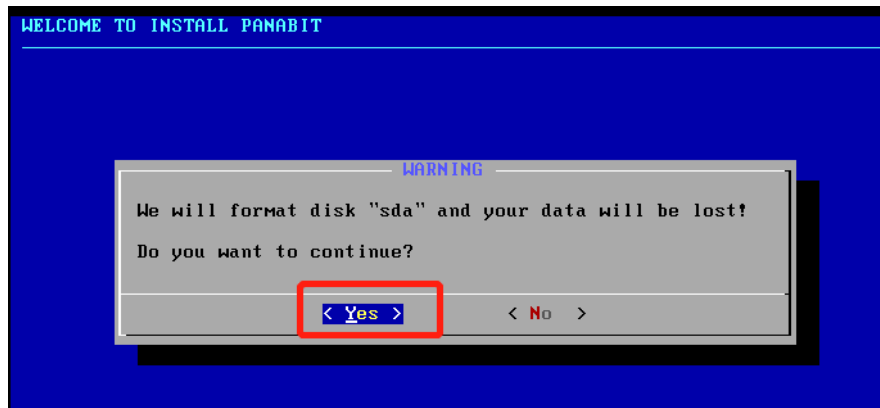 WELCOME TO INSTALL PANABIT
WARNING
We will format disk "sda" and your data will be lost!
Do you want to continue?
< Yes > < No >